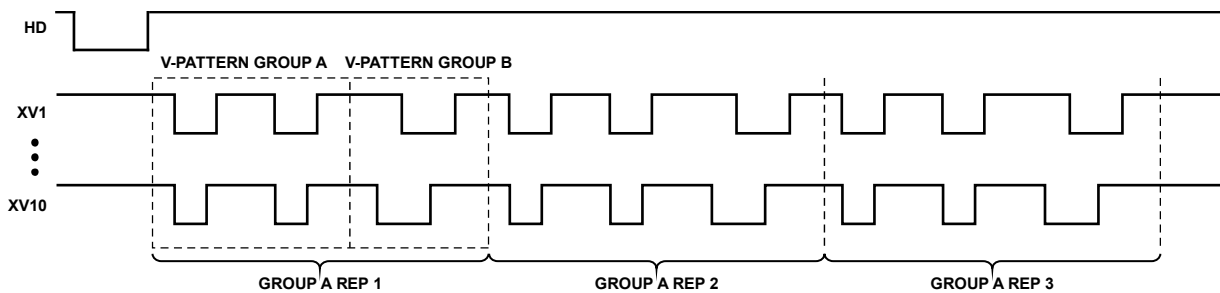 HD
V-PATTERN GROUP A V-PATTERN GROUP B
XV1
XV10
GROUP A REP 1 GROUP A REP 2 GROUP A REP 3